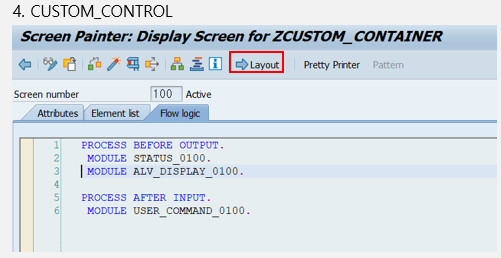 4. CUSTOM_CONTROL
Screen Painter: Display Screen for ZCUSTOM_CONTAINER
Layout Pretty Printer Pattern
Screen number 100 Active
Attributes Element list Flow logic
1 PROCESS BEFORE OUTPUT.
2 MODULE STATUS_0100.
3 MODULE ALV_DISPLAY_0100.
4
5 PROCESS AFTER INPUT.
6 MODULE USER_COMMAND_0100.